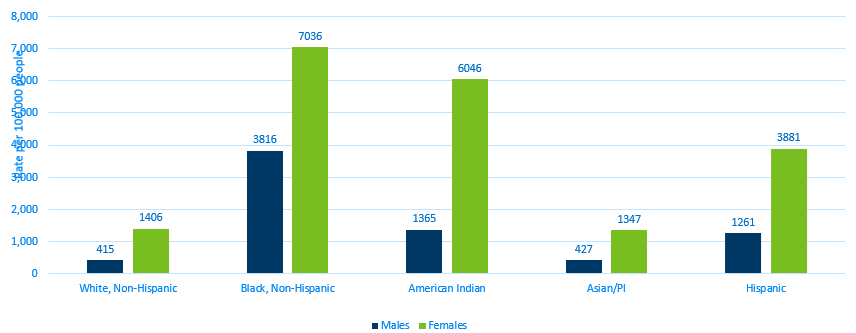 8,000
7,000
6,000
5,000
4,000
3,000
2,000
1,000
0
Rate per 100,000 people
415
1406
3816
7036
1365
6046
427
1347
1261
3881
White, Non-Hispanic
Black, Non-Hispanic
American Indian
Asian/PI
Hispanic
Males
Females